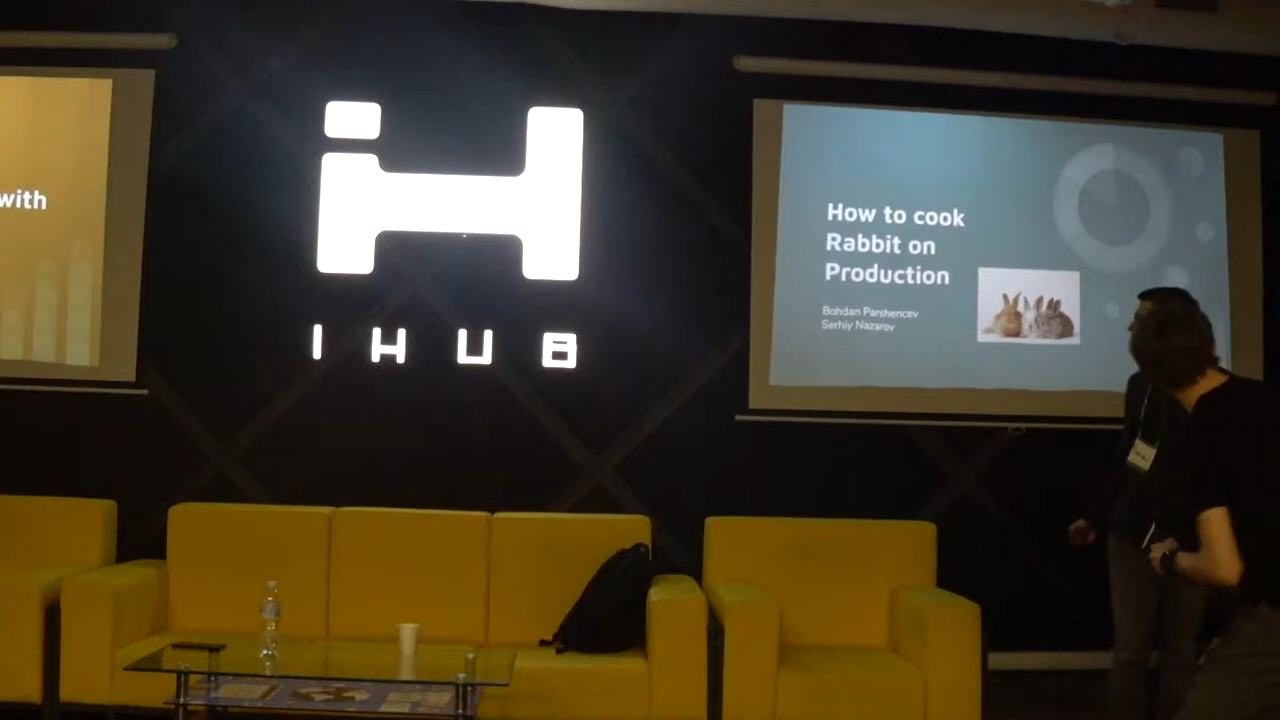 with
IHUB
How to cook
Rabbit on
Production
Bohdan Parshencev
Serhiy Nazarov